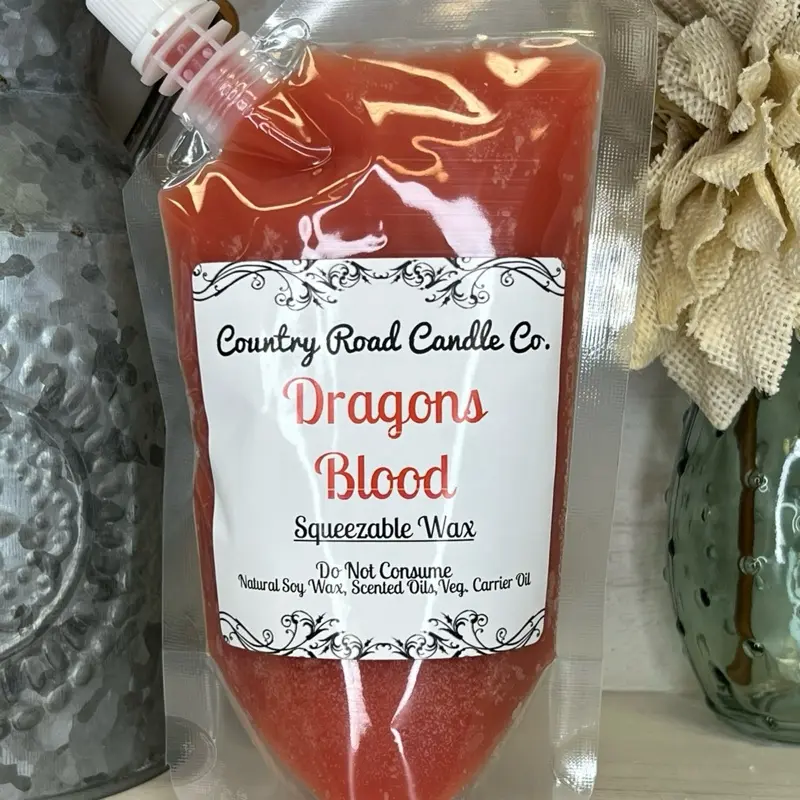 Country Road Candle Co.
Dragons
Blood
Squeezable Wax
Do Not Consume
Natural Soy Wax, Scented Oils,Veg. Carrier Oil